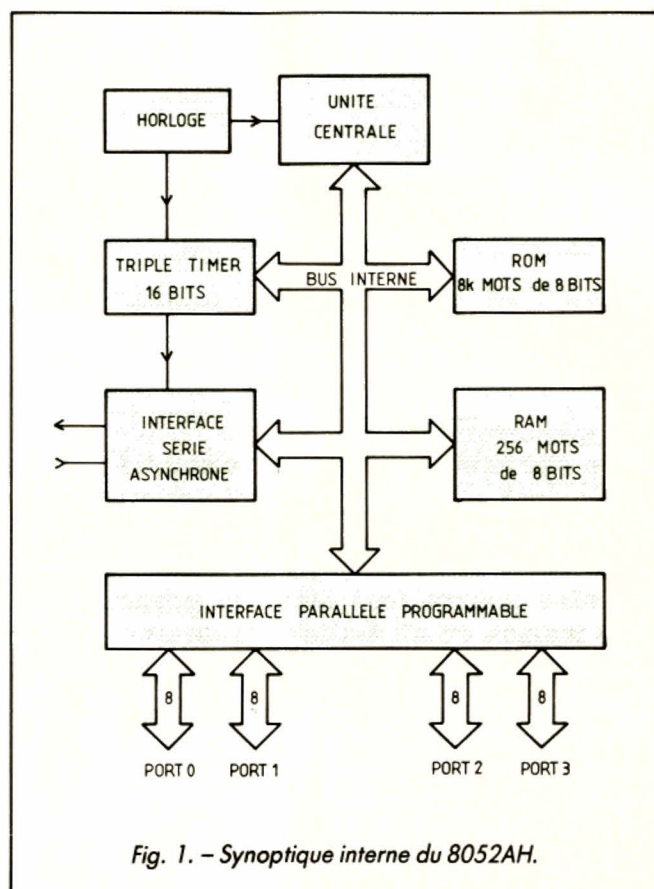 HORLOGE
UNITE
CENTRALE
TRIPLE TIMER
16 BITS
BUS INTERNE
ROM
8k MOTS de 8 BITS
INTERFACE
SERIE
ASYNCHRONE
RAM
256 MOTS
de 8 BITS
INTERFACE PARALLELE PROGRAMMABLE
8 8 8 8
PORT 0 PORT 1 PORT 2 PORT 3
Fig. 1. – Synoptique interne du 8052AH.